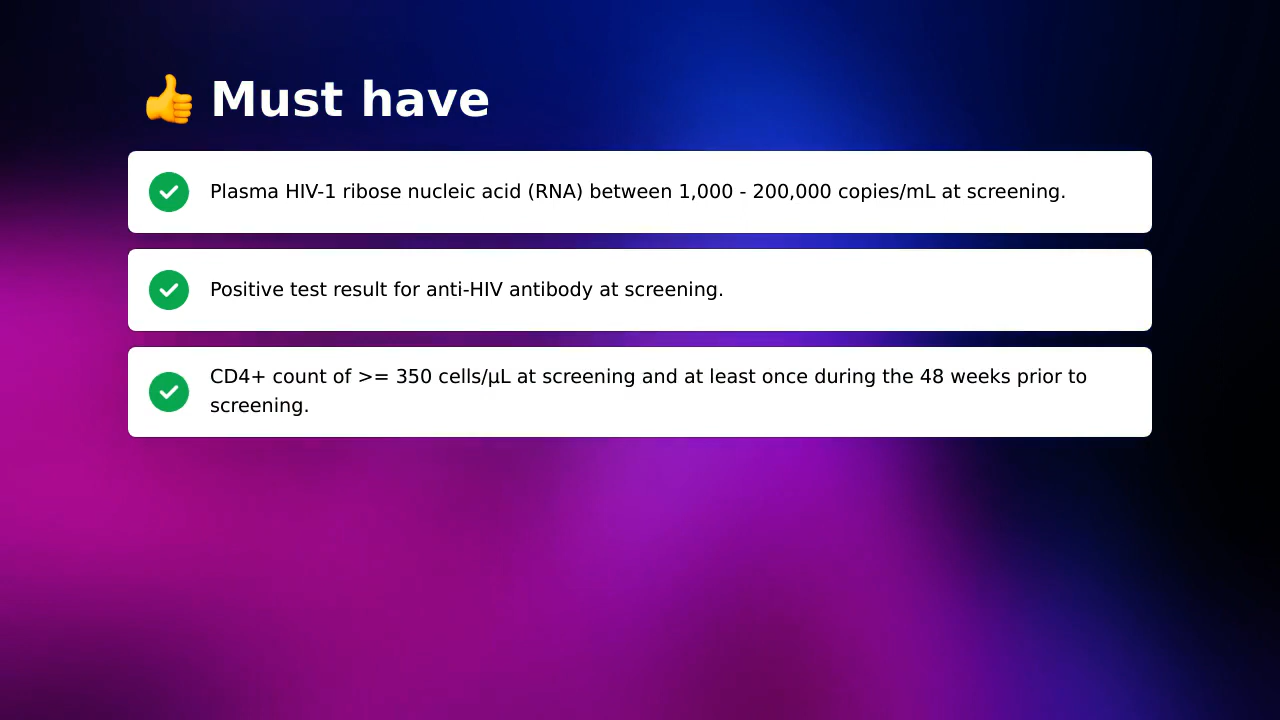 👍 Must have
Plasma HIV-1 ribose nucleic acid (RNA) between 1,000 - 200,000 copies/mL at screening.
Positive test result for anti-HIV antibody at screening.
CD4+ count of >= 350 cells/µL at screening and at least once during the 48 weeks prior to
screening.